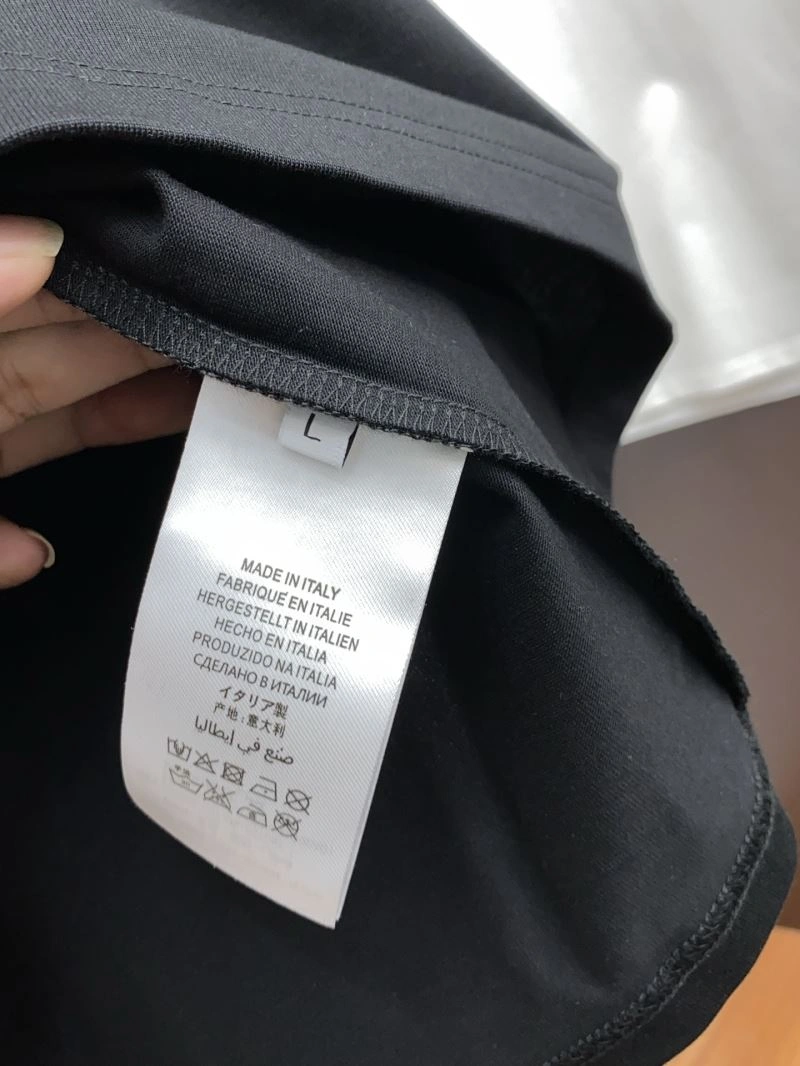 L
MADE IN ITALY
FABRIQUÉ EN ITALIE
HERGESTELLT IN ITALIEN
HECHO EN ITALIA
PRODUZIDO NA ITALIA
СДЕЛАНО В ИТАЛИИ
イタリア製
产地:意大利
صنع في ايطاليا